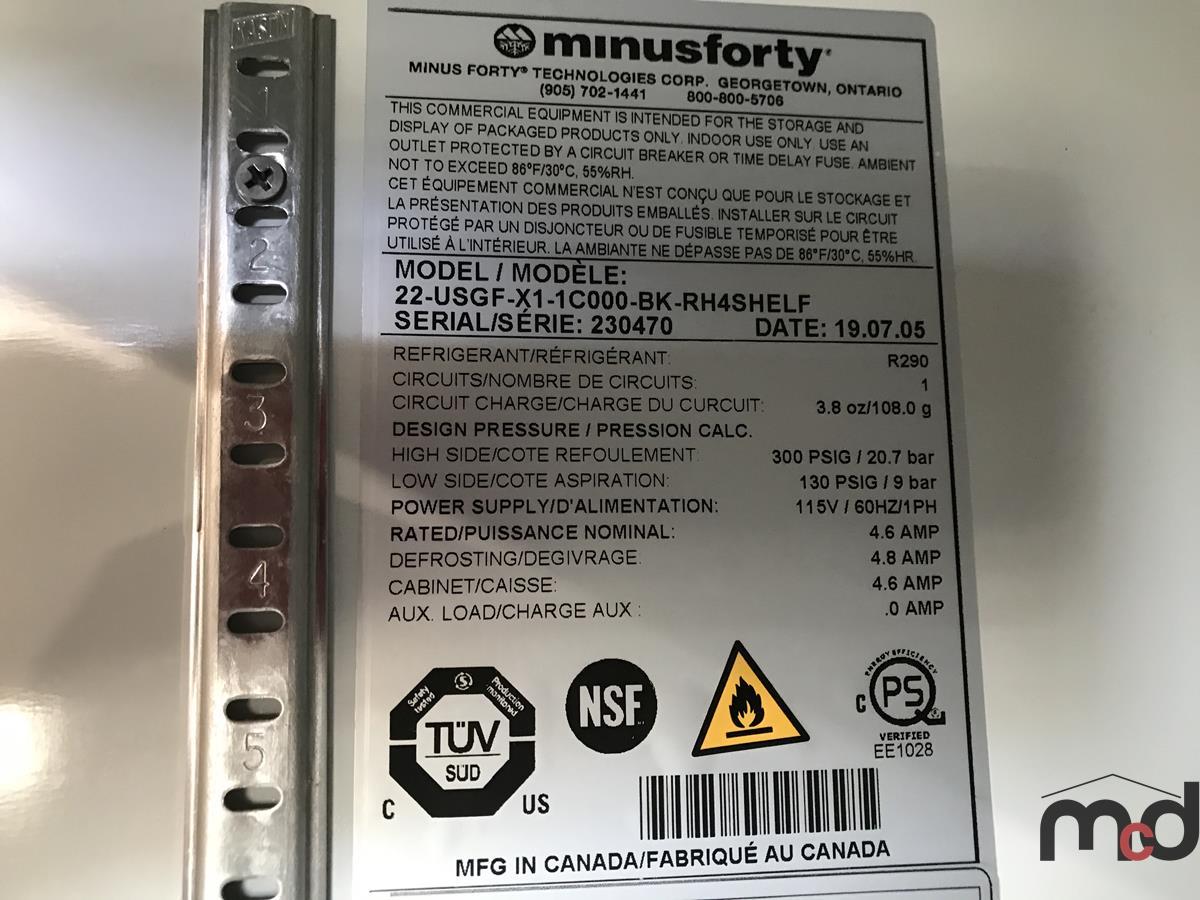 MASON
1
2
3
4
5
minusforty
MINUS FORTY® TECHNOLOGIES CORP. GEORGETOWN, ONTARIO
(905) 702-1441 800-800-5706
THIS COMMERCIAL EQUIPMENT IS INTENDED FOR THE STORAGE AND
DISPLAY OF PACKAGED PRODUCTS ONLY. INDOOR USE ONLY. USE AN
OUTLET PROTECTED BY A CIRCUIT BREAKER OR TIME DELAY FUSE. AMBIENT
NOT TO EXCEED 86°F/30°C, 55%RH.
CET ÉQUIPEMENT COMMERCIAL N'EST CONÇU QUE POUR LE STOCKAGE ET
LA PRÉSENTATION DES PRODUITS EMBALLÉS. INSTALLER SUR LE CIRCUIT
PROTÉGÉ PAR UN DISJONCTEUR OU DE FUSIBLE TEMPORISÉ POUR ÊTRE
UTILISÉ À L'INTÉRIEUR. LA AMBIANTE NE DÉPASSE PAS DE 86°F/30°C, 55%HR.
MODEL / MODÈLE:
22-USGF-X1-1C000-BK-RH4SHELF
SERIAL/SÉRIE: 230470 DATE: 19.07.05
REFRIGERANT/RÉFRIGÉRANT: R290
CIRCUITS/NOMBRE DE CIRCUITS: 1
CIRCUIT CHARGE/CHARGE DU CURCUIT: 3.8 oz/108.0 g
DESIGN PRESSURE / PRESSION CALC.
HIGH SIDE/COTE REFOULEMENT: 300 PSIG / 20.7 bar
LOW SIDE/COTE ASPIRATION: 130 PSIG / 9 bar
POWER SUPPLY/D'ALIMENTATION: 115V / 60HZ/1PH
RATED/PUISSANCE NOMINAL: 4.6 AMP
DEFROSTING/DEGIVRAGE: 4.8 AMP
CABINET/CAISSE: 4.6 AMP
AUX. LOAD/CHARGE AUX : .0 AMP
Safety tested
Production monitored
TÜV
SÜD
C US
NSF
ENERGY EFFICIENCY
C PS
VERIFIED
EE1028
MFG IN CANADA/FABRIQUÉ AU CANADA
mcd